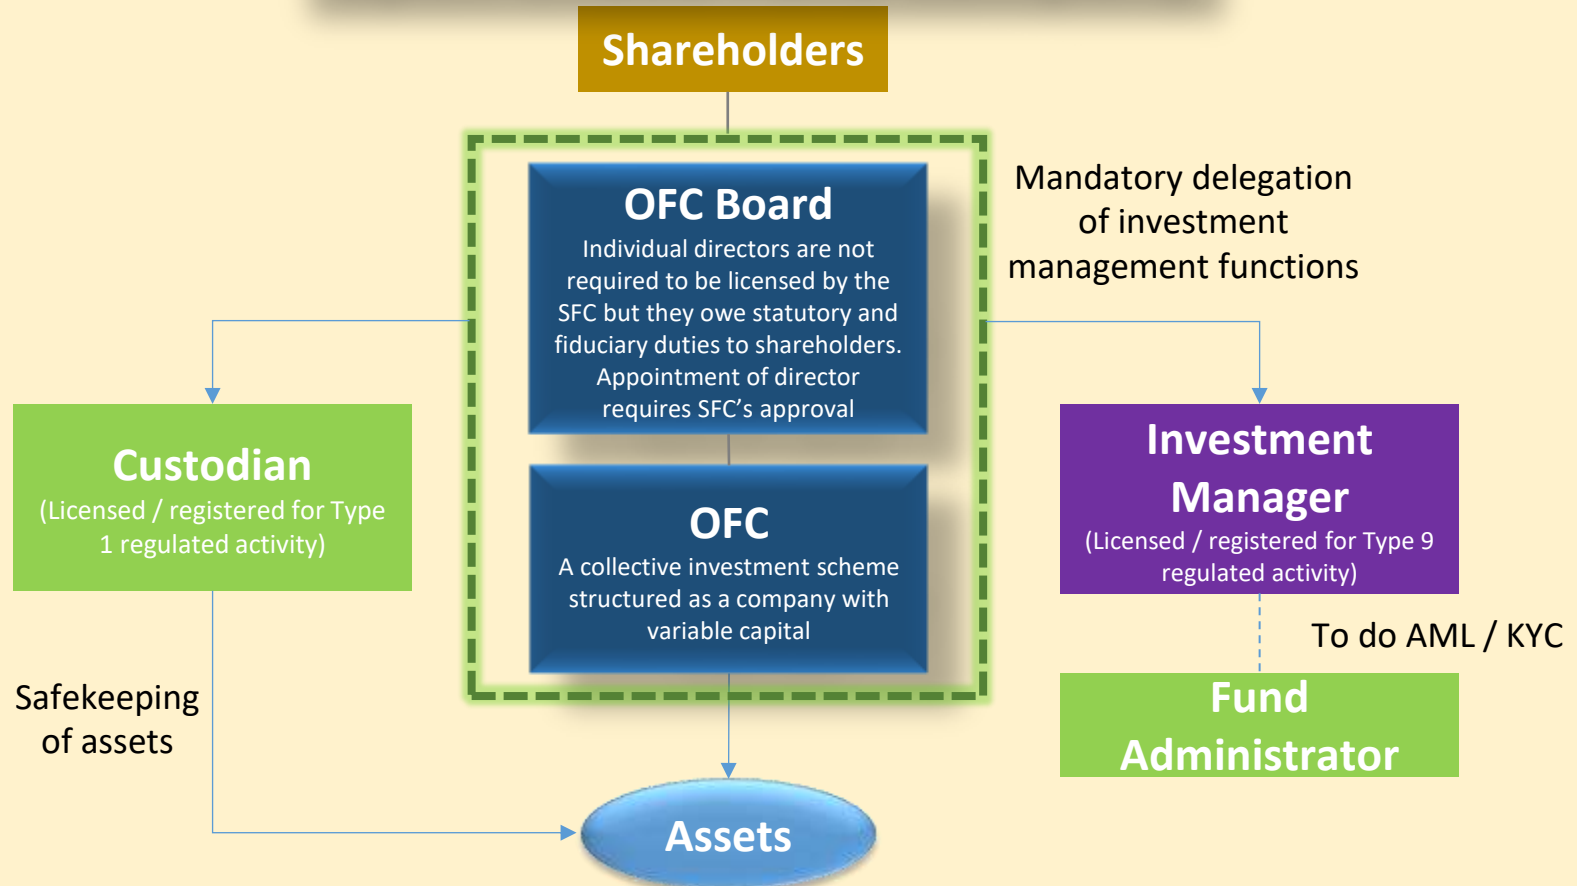 Shareholders
OFC Board
Individual directors are not
required to be licensed by the
SFC but they owe statutory and
fiduciary duties to shareholders.
Appointment of director
requires SFC’s approval
Mandatory delegation
of investment
management functions
Custodian
(Licensed / registered for Type
1 regulated activity)
OFC
A collective investment scheme
structured as a company with
variable capital
Investment
Manager
(Licensed / registered for Type 9
regulated activity)
To do AML / KYC
Fund
Administrator
Safekeeping
of assets
Assets